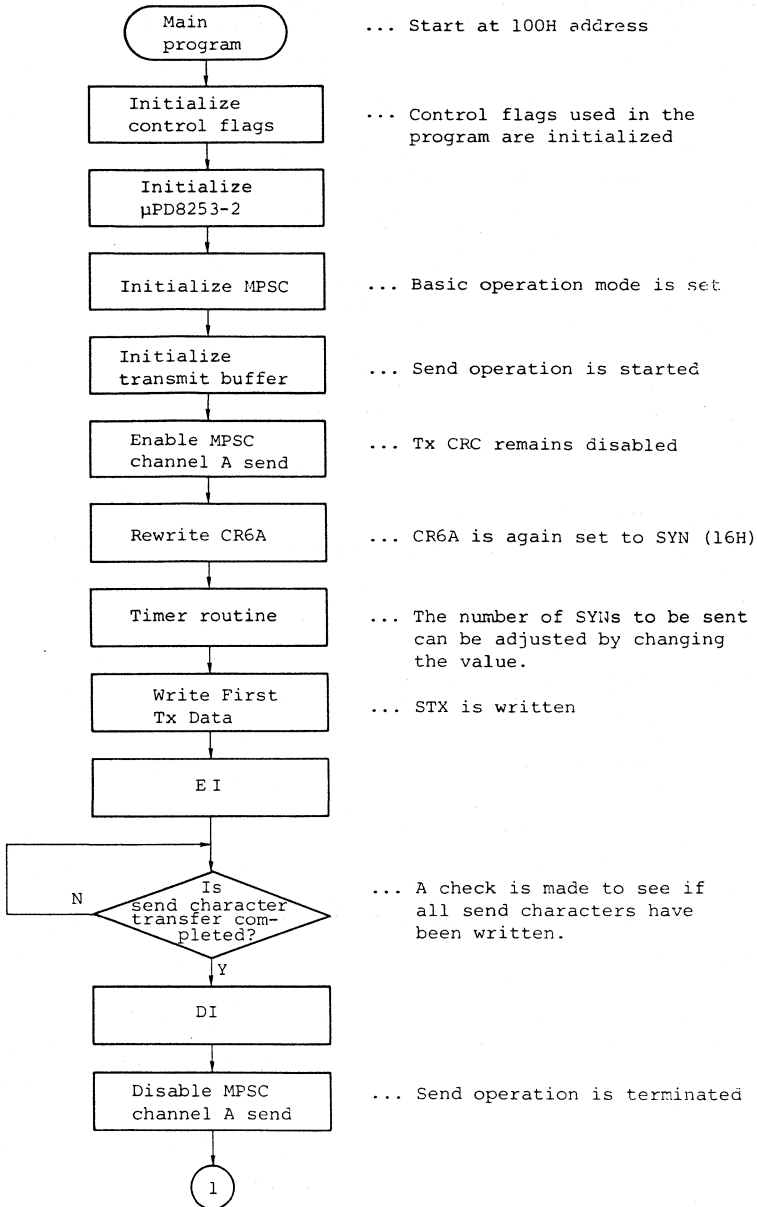 Main
program
... Start at 100H address
Initialize
control flags
... Control flags used in the
program are initialized
Initialize
µPD8253-2
Initialize MPSC
... Basic operation mode is set
Initialize
transmit buffer
... Send operation is started
Enable MPSC
channel A send
... Tx CRC remains disabled
Rewrite CR6A
... CR6A is again set to SYN (16H)
Timer routine
... The number of SYNs to be sent
can be adjusted by changing
the value.
Write First
Tx Data
... STX is written
EI
N
Is
send character
transfer com-
pleted?
... A check is made to see if
all send characters have
been written.
Y
DI
Disable MPSC
channel A send
... Send operation is terminated
1